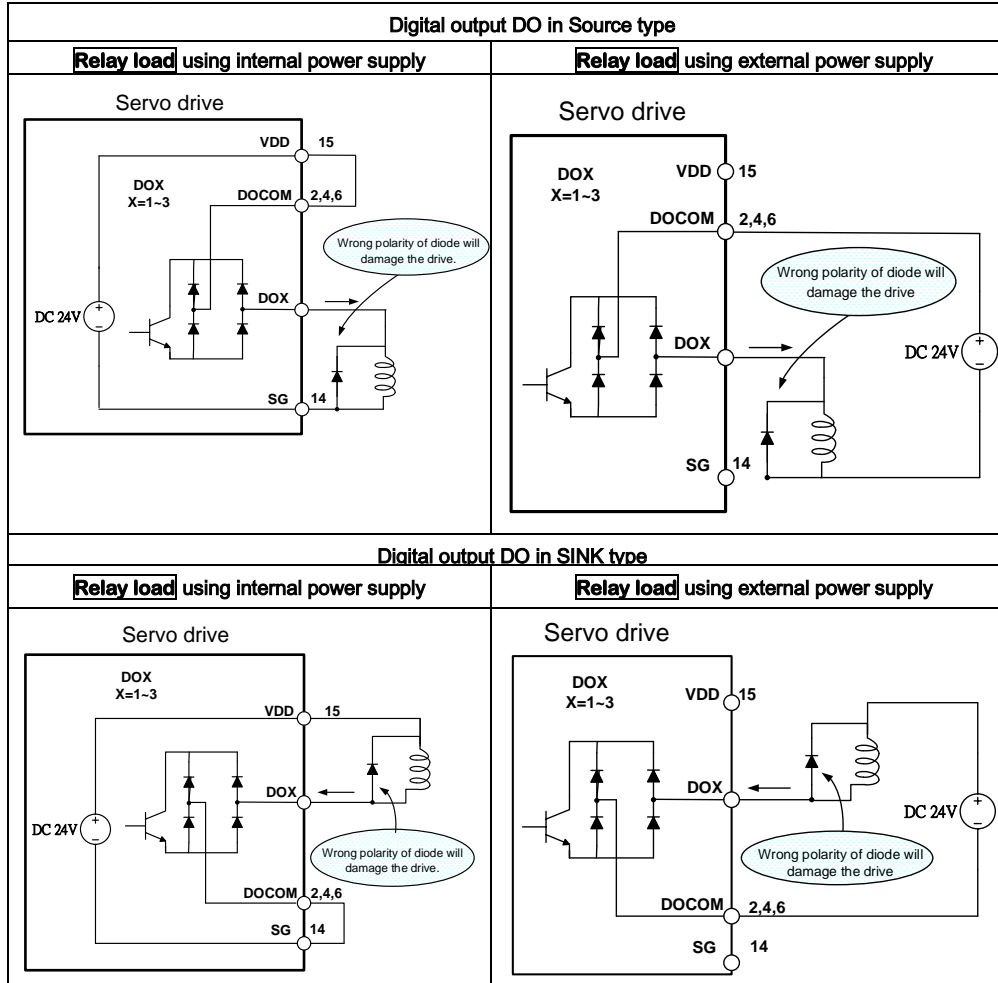 Digital output DO in Source type
Relay load using internal power supply
Relay load using external power supply
Servo drive
VDD 15
DOX
X=1~3
DOCOM 2,4,6
Wrong polarity of diode will
damage the drive.
DOX
DC 24V
+
−
SG 14
Servo drive
VDD 15
DOX
X=1~3
DOCOM 2,4,6
Wrong polarity of diode will
damage the drive
DOX
DC 24V
+
−
SG 14
Digital output DO in SINK type
Relay load using internal power supply
Relay load using external power supply
Servo drive
DOX
X=1~3
VDD 15
DOX
DC 24V
+
−
Wrong polarity of diode will
damage the drive.
DOCOM 2,4,6
SG 14
Servo drive
DOX
X=1~3
VDD 15
DOX
DC 24V
+
−
Wrong polarity of diode will
damage the drive
DOCOM 2,4,6
SG 14